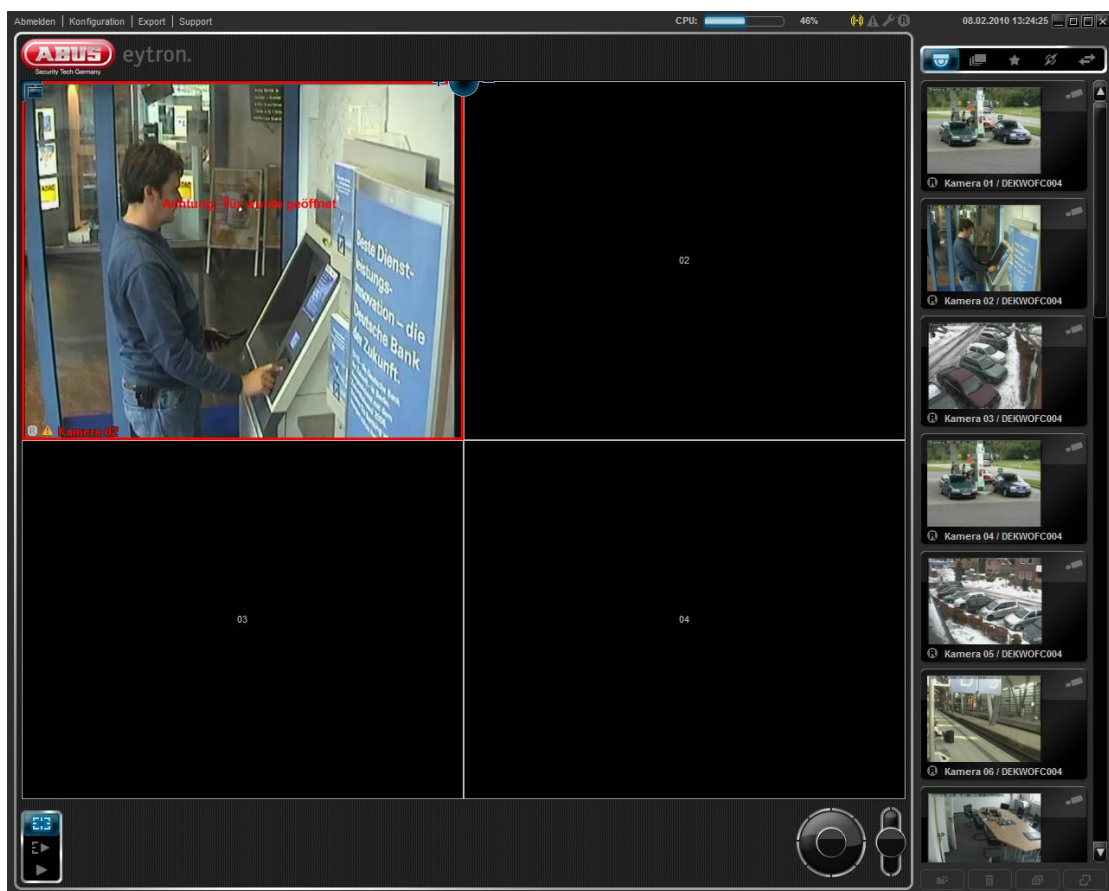 Abmelden | Konfiguration | Export | Support
CPU: 46%
08.02.2010 13:24:25
ABUS eytron.
Security Tech Germany
Achtung: Tür wurde geöffnet
Beste Dienst-
leistungs-
innovation – die
Deutsche Bank
der Zukunft.
ADAC
Kamera 02
02
03
04
Kamera 01 / DEKWOFC004
Kamera 02 / DEKWOFC004
Kamera 03 / DEKWOFC004
Kamera 04 / DEKWOFC004
Kamera 05 / DEKWOFC004
Kamera 06 / DEKWOFC004